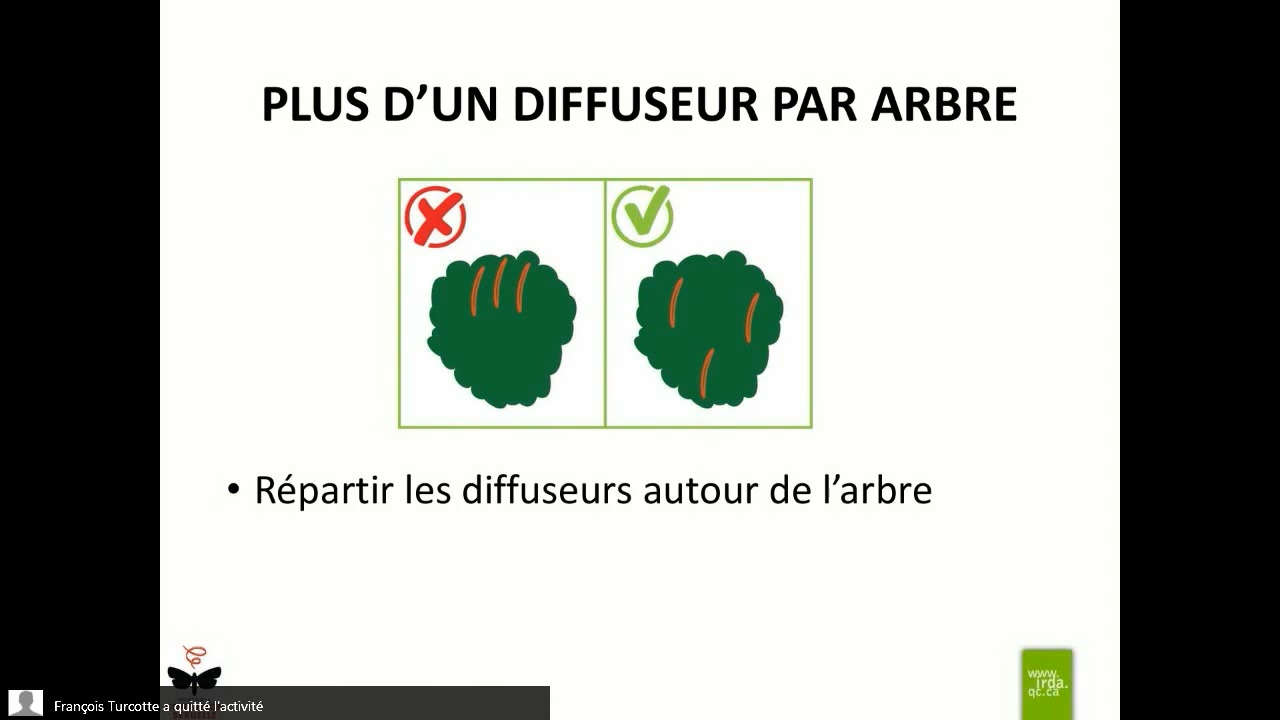 PLUS D’UN DIFFUSEUR PAR ARBRE
• Répartir les diffuseurs autour de l’arbre
www.
irda.
qc.ca
François Turcotte a quitté l'activité